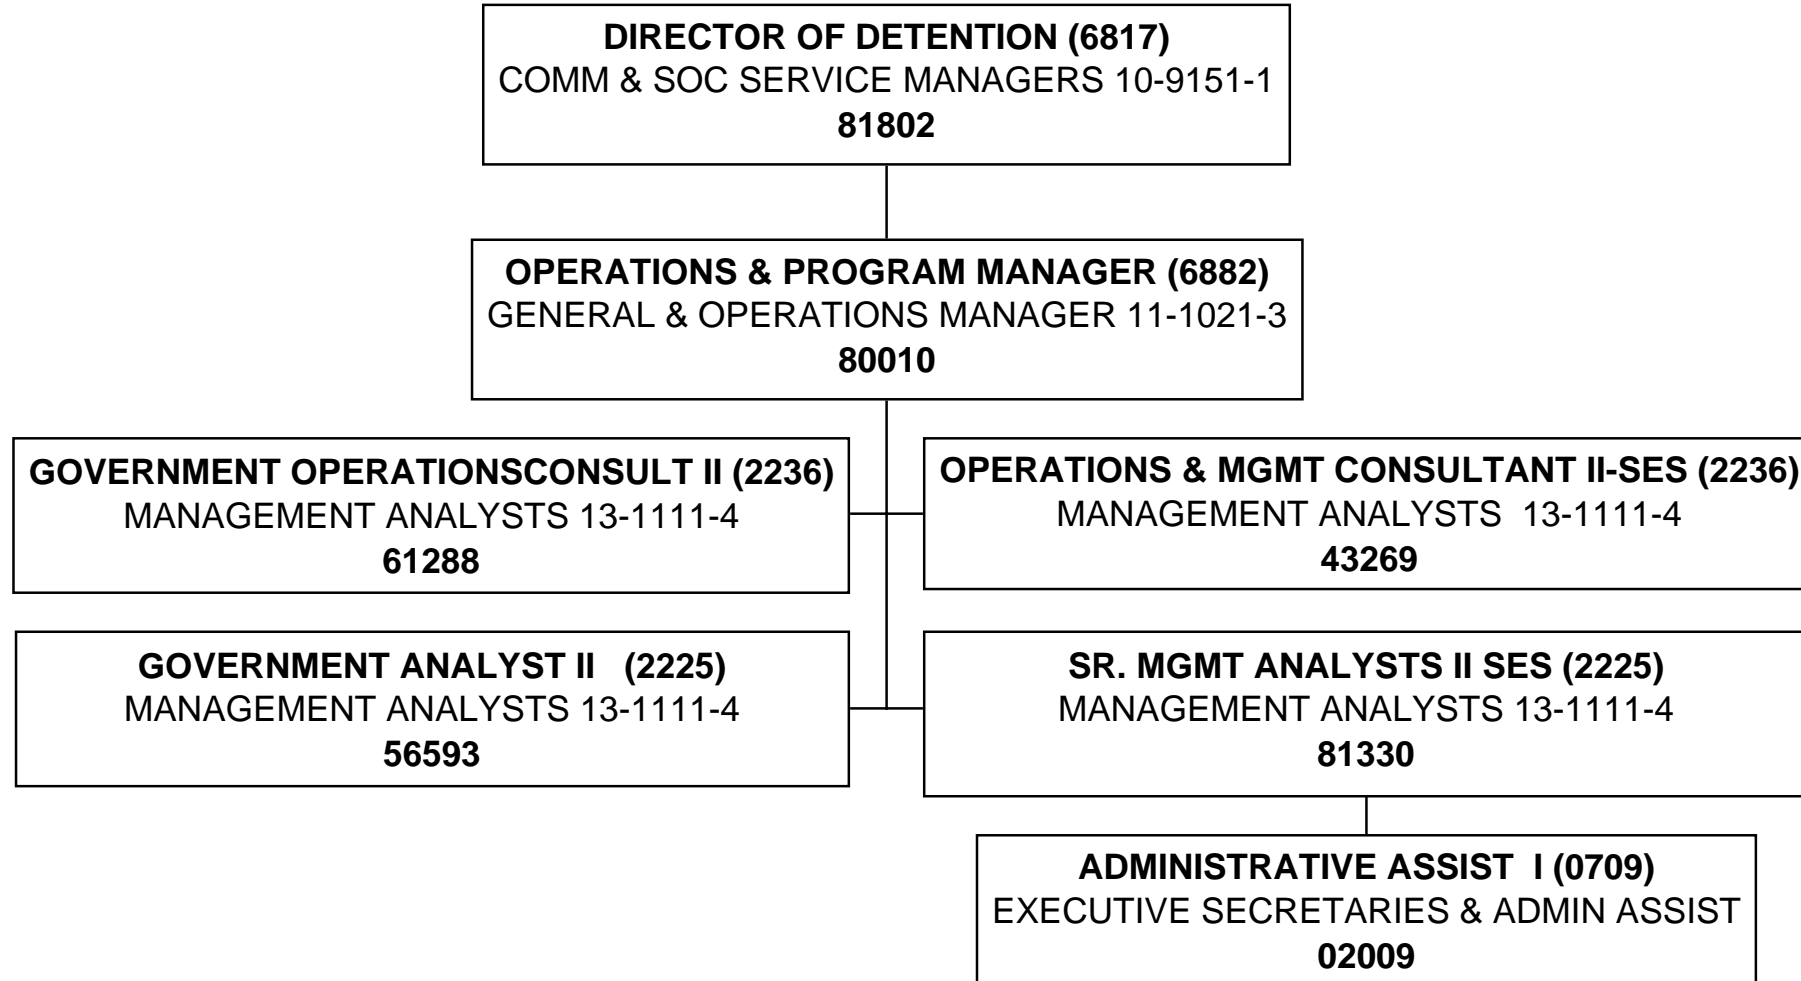 DIRECTOR OF DETENTION (6817)
COMM & SOC SERVICE MANAGERS 10-9151-1
81802
OPERATIONS & PROGRAM MANAGER (6882)
GENERAL & OPERATIONS MANAGER 11-1021-3
80010
GOVERNMENT OPERATIONSCONSULT II (2236)
MANAGEMENT ANALYSTS 13-1111-4
61288
OPERATIONS & MGMT CONSULTANT II-SES (2236)
MANAGEMENT ANALYSTS 13-1111-4
43269
GOVERNMENT ANALYST II (2225)
MANAGEMENT ANALYSTS 13-1111-4
56593
SR. MGMT ANALYSTS II SES (2225)
MANAGEMENT ANALYSTS 13-1111-4
81330
ADMINISTRATIVE ASSIST I (0709)
EXECUTIVE SECRETARIES & ADMIN ASSIST
02009